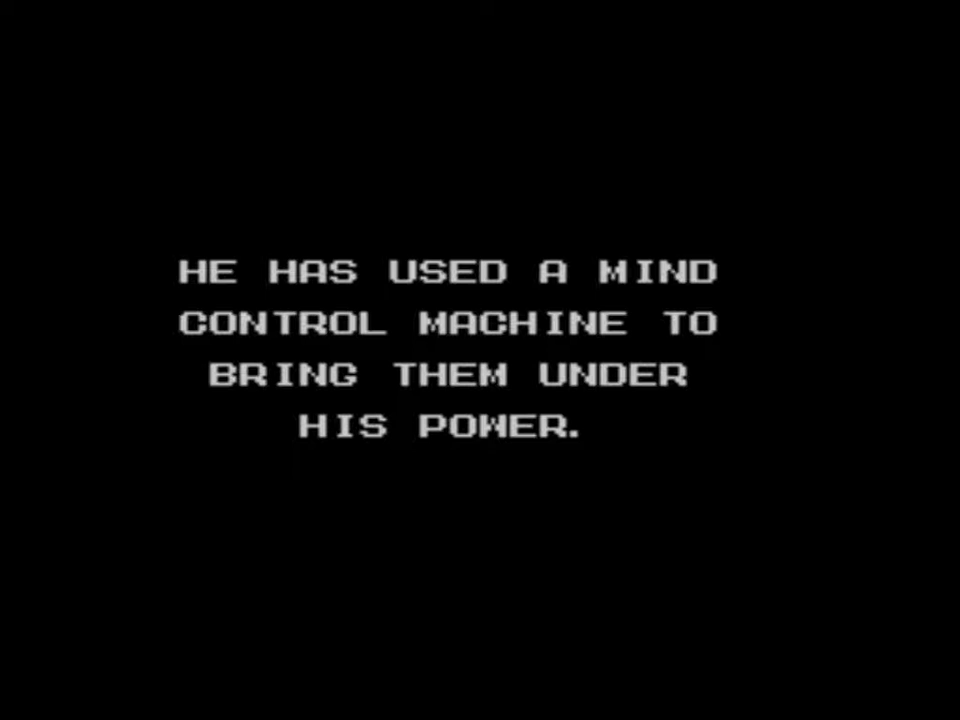 HE HAS USED A MIND
CONTROL MACHINE TO
BRING THEM UNDER
HIS POWER.